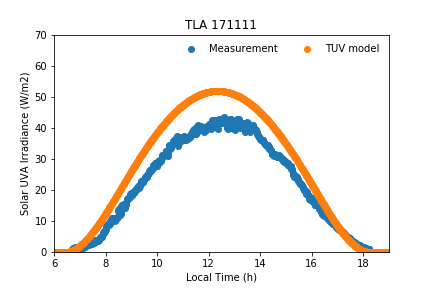 TLA 171111
Measurement TUV model
Solar UVA Irradiance (W/m2)
70
60
50
40
30
20
10
0
6 8 10 12 14 16 18
Local Time (h)